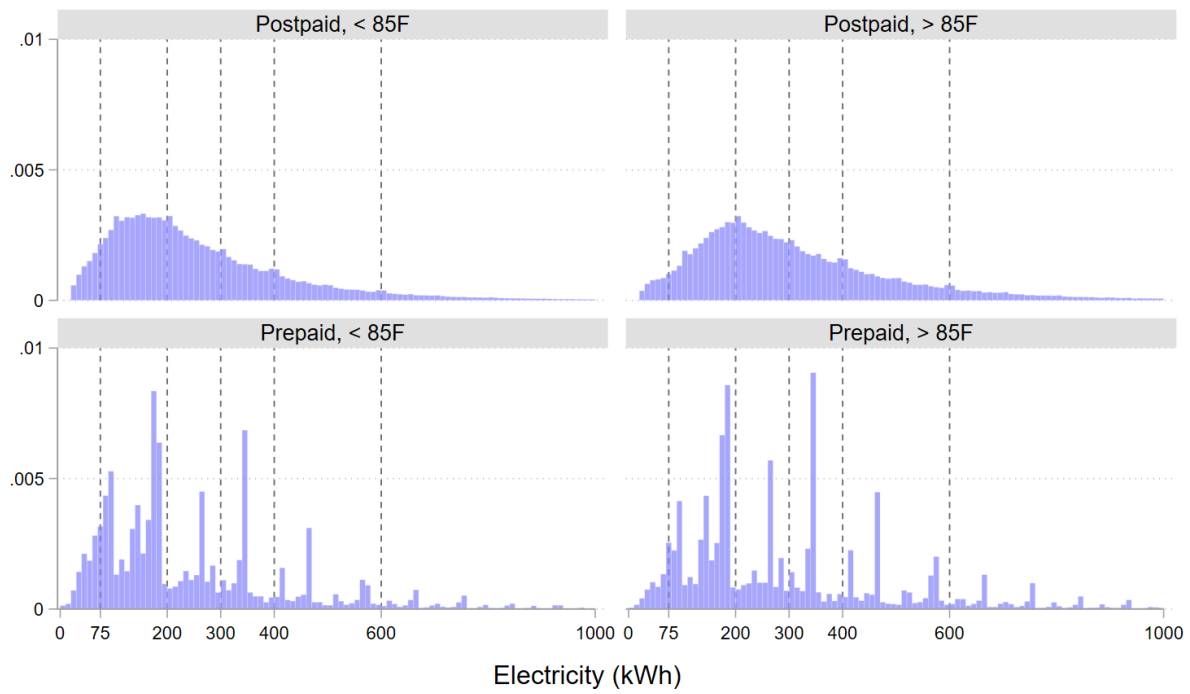 Postpaid, < 85F
Postpaid, > 85F
.01
.005
0
Prepaid, < 85F
Prepaid, > 85F
.01
.005
0
0 75 200 300 400 600 1000
0 75 200 300 400 600 1000
Electricity (kWh)